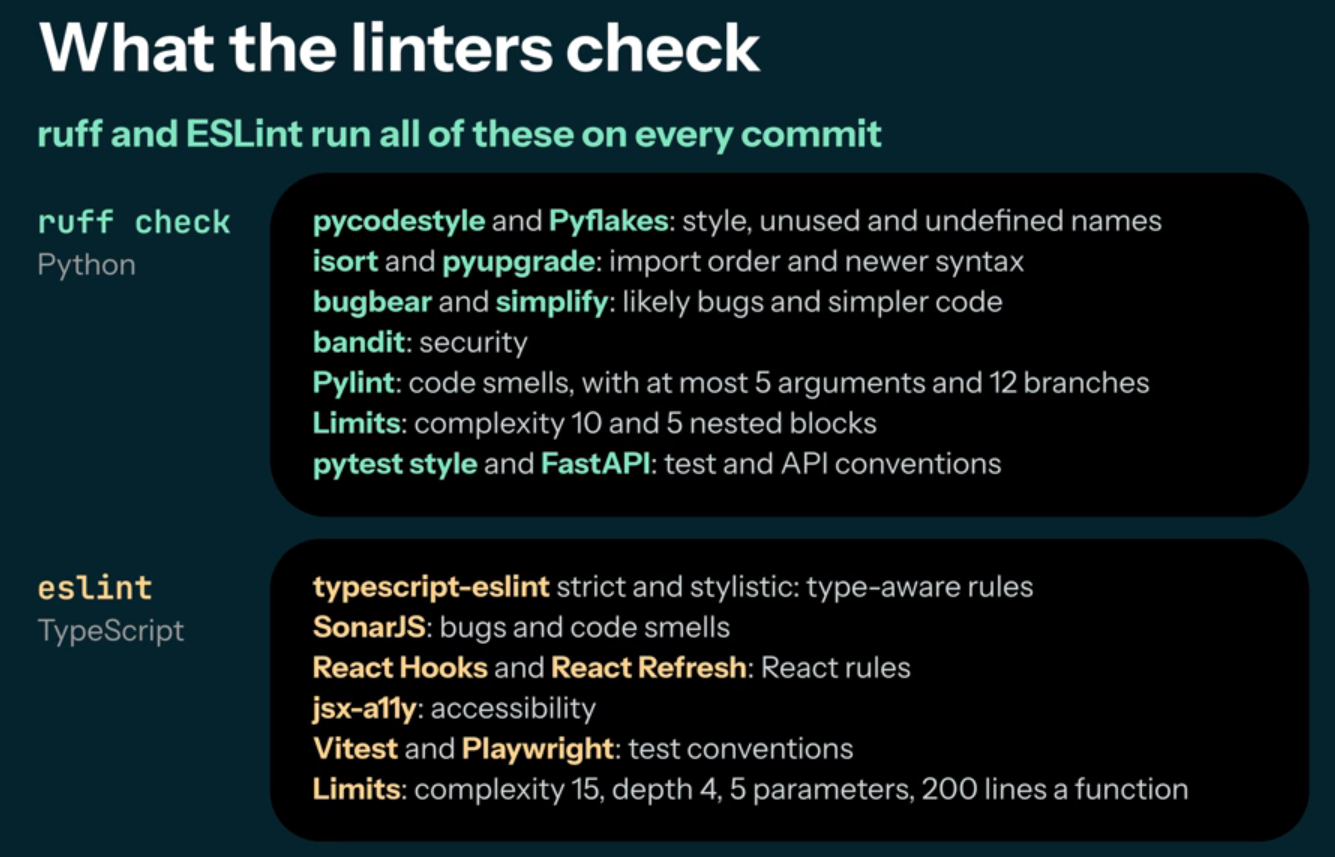 What the linters check
ruff and ESLint run all of these on every commit
ruff check
Python
pycodestyle and Pyflakes: style, unused and undefined names
isort and pyupgrade: import order and newer syntax
bugbear and simplify: likely bugs and simpler code
bandit: security
Pylint: code smells, with at most 5 arguments and 12 branches
Limits: complexity 10 and 5 nested blocks
pytest style and FastAPI: test and API conventions
eslint
TypeScript
typescript-eslint strict and stylistic: type-aware rules
SonarJS: bugs and code smells
React Hooks and React Refresh: React rules
jsx-a11y: accessibility
Vitest and Playwright: test conventions
Limits: complexity 15, depth 4, 5 parameters, 200 lines a function